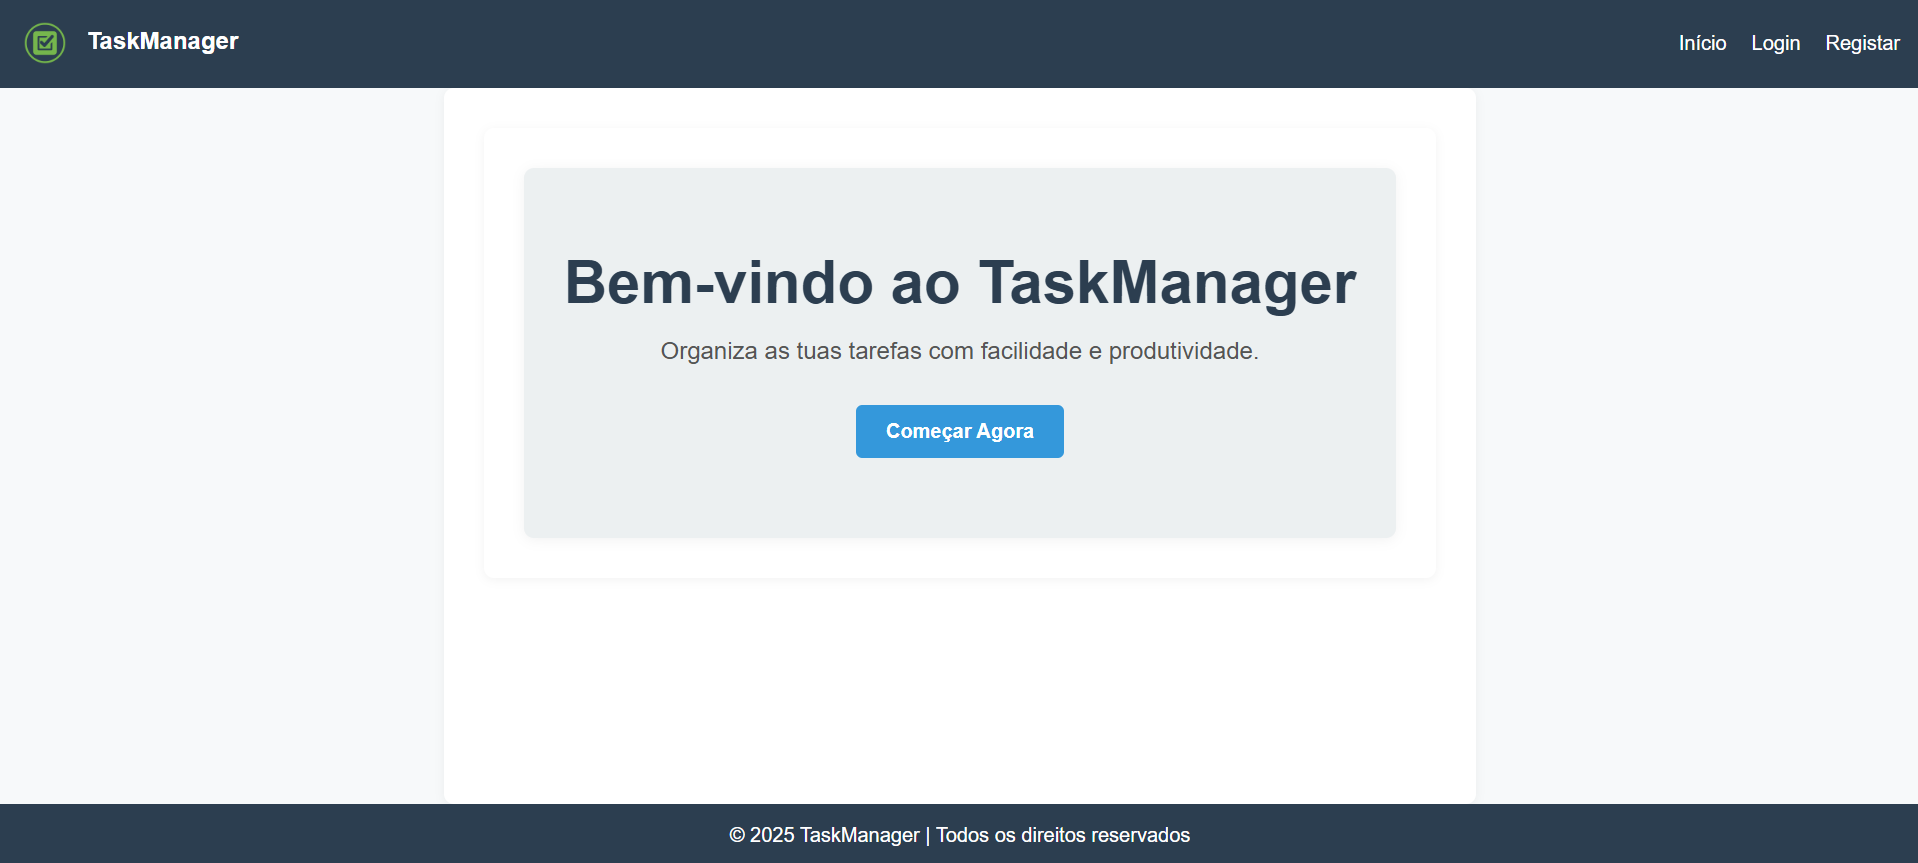 TaskManager
Início Login Registar
Bem-vindo ao TaskManager
Organiza as tuas tarefas com facilidade e produtividade.
Começar Agora
© 2025 TaskManager | Todos os direitos reservados